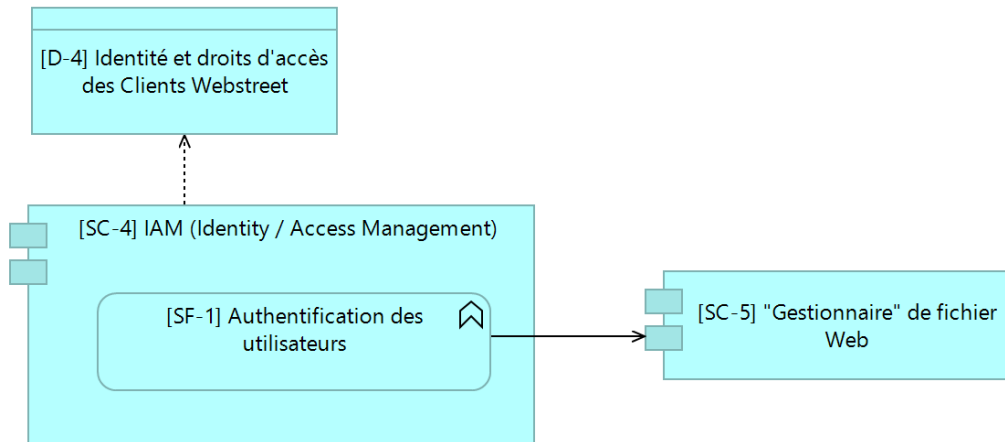 [D-4] Identité et droits d'accès
des Clients Webstreet
[SC-4] IAM (Identity / Access Management)
[SF-1] Authentification des
utilisateurs
[SC-5] "Gestionnaire" de fichier
Web